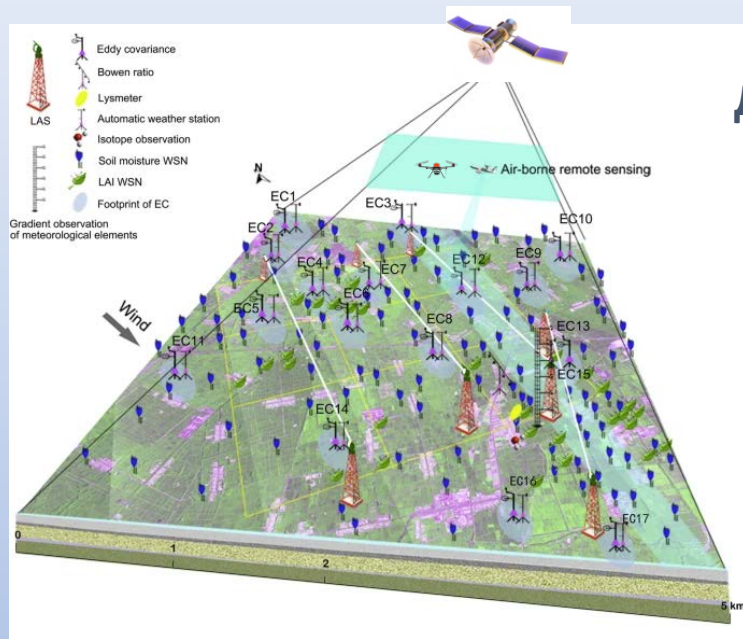 Д
Eddy covariance
Bowen ratio
Lysmeter
LAS
Automatic weather station
Isotope observation
Soil moisture WSN
LAI WSN
Footprint of EC
Gradient observation
of meteorological elements
N
Air-borne remote sensing
EC1
EC3
EC10
EC2
EC4
EC7
EC12
EC9
EC5
EC6
Wind
EC8
EC13
EC11
EC15
EC14
EC16
EC17
0
1
2
5 km